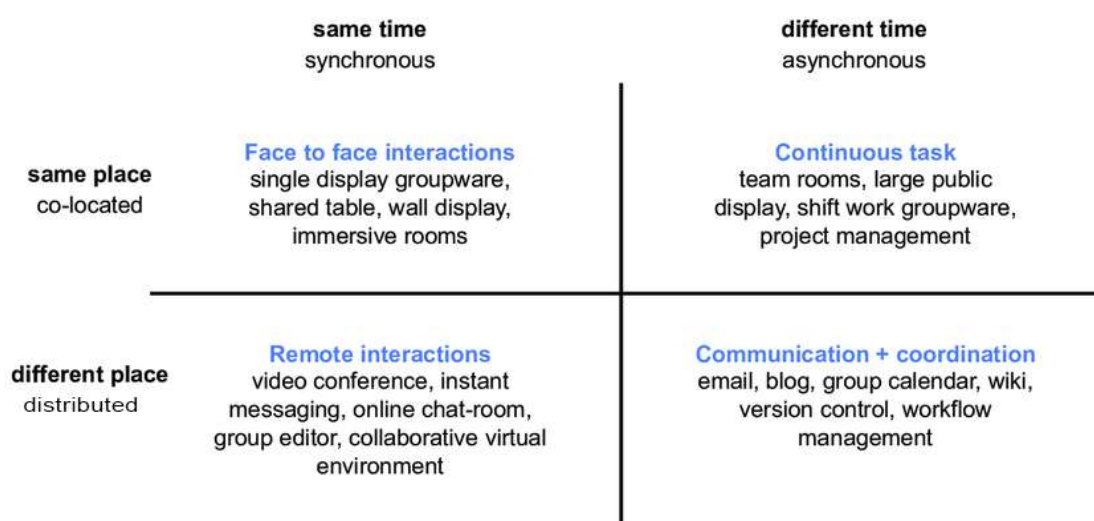 same time
synchronous
different time
asynchronous
same place
co-located
Face to face interactions
single display groupware,
shared table, wall display,
immersive rooms
Continuous task
team rooms, large public
display, shift work groupware,
project management
different place
distributed
Remote interactions
video conference, instant
messaging, online chat-room,
group editor, collaborative virtual
environment
Communication + coordination
email, blog, group calendar, wiki,
version control, workflow
management